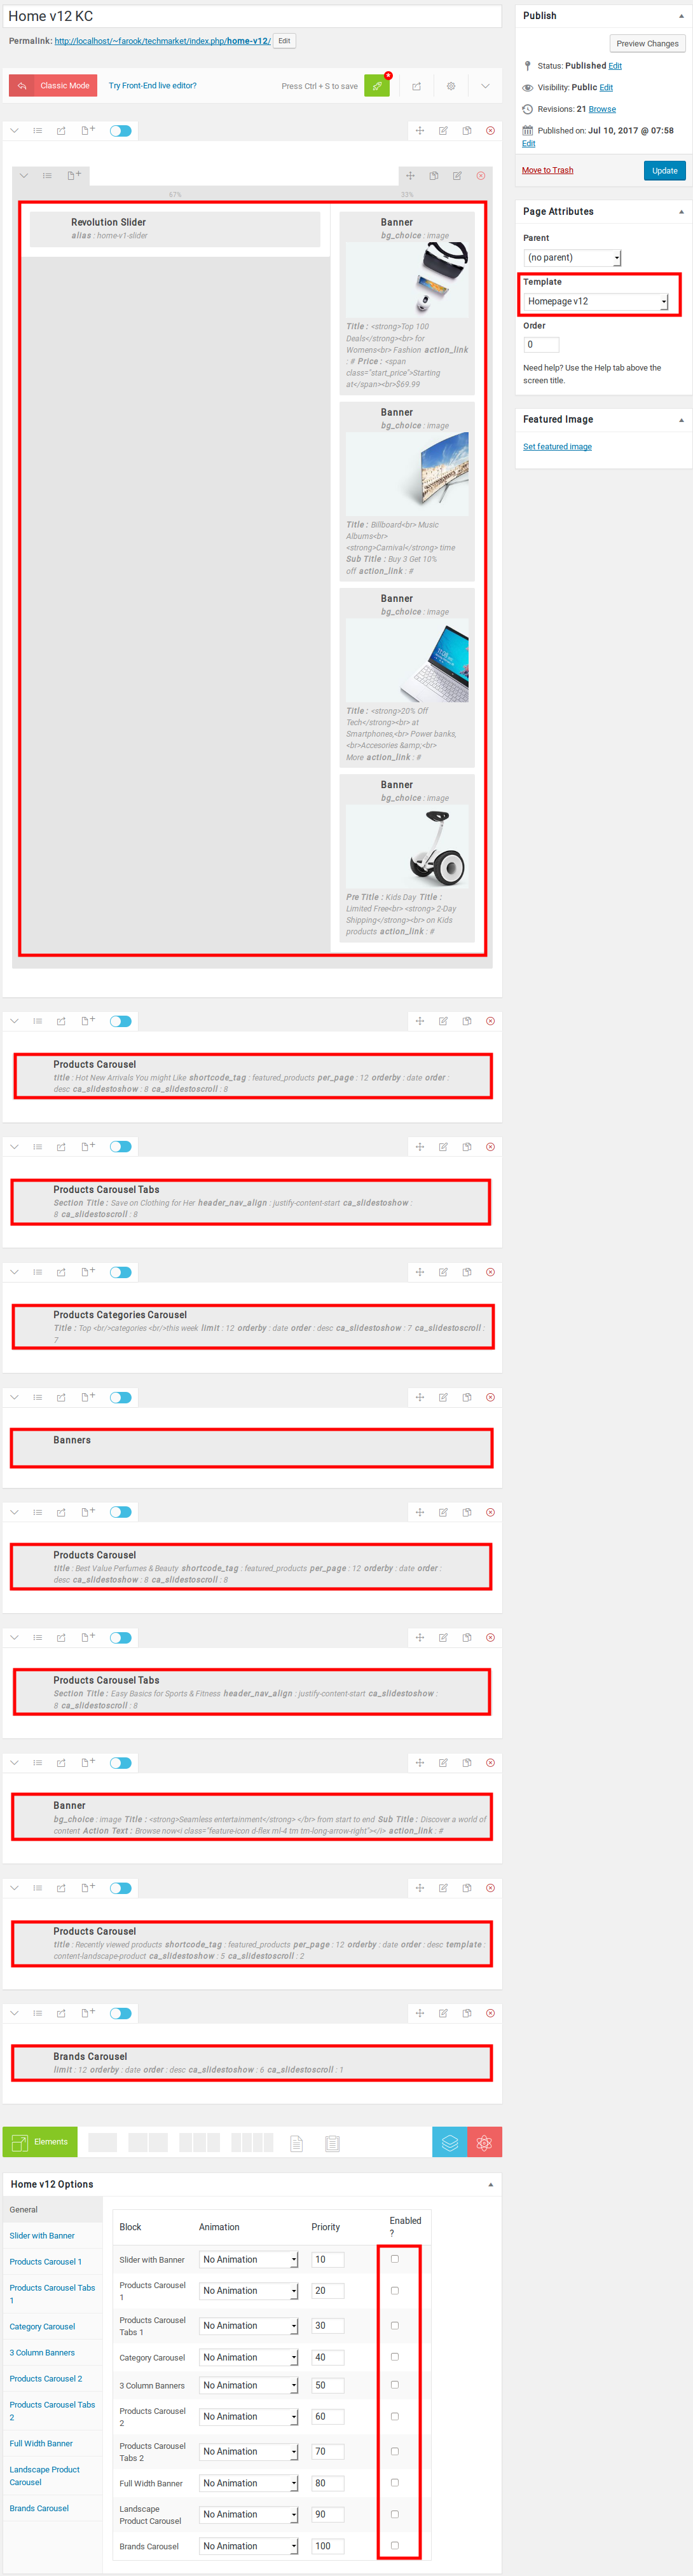 Home v12 KC
Permalink: http://localhost/~farook/techmarket/index.php/home-v12/ Edit
Classic Mode
Try Front-End live editor?
Press Ctrl + S to save
67%
33%
Revolution Slider
alias : home-v1-slider
Banner
bg_choice : image
Title : <strong>Top 100
Deals</strong><br> for
Womens<br> Fashion action_link
: # Price : <span
class="start_price">Starting
at</span><br>$69.99
Banner
bg_choice : image
Title : Billboard<br> Music
Albums<br>
<strong>Carnival</strong> time
Sub Title : Buy 3 Get 10%
off action_link : #
Banner
bg_choice : image
Title : <strong>20% Off
Tech</strong><br> at
Smartphones,<br> Power banks,
<br>Accesories &amp;<br>
More action_link : #
Banner
bg_choice : image
Pre Title : Kids Day Title :
Limited Free<br> <strong> 2-Day
Shipping</strong><br> on Kids
products action_link : #
Products Carousel
title : Hot New Arrivals You might Like shortcode_tag : featured_products per_page : 12 orderby : date order :
desc ca_slidestoshow : 8 ca_slidestoscroll : 8
Products Carousel Tabs
Section Title : Save on Clothing for Her header_nav_align : justify-content-start ca_slidestoshow :
8 ca_slidestoscroll : 8
Products Categories Carousel
Title : Top <br/>categories <br/>this week limit : 12 orderby : date order : desc ca_slidestoshow : 7 ca_slidestoscroll :
7
Banners
Products Carousel
title : Best Value Perfumes & Beauty shortcode_tag : featured_products per_page : 12 orderby : date order :
desc ca_slidestoshow : 8 ca_slidestoscroll : 8
Products Carousel Tabs
Section Title : Easy Basics for Sports & Fitness header_nav_align : justify-content-start ca_slidestoshow :
8 ca_slidestoscroll : 8
Banner
bg_choice : image Title : <strong>Seamless entertainment</strong> </br> from start to end Sub Title : Discover a world of
content Action Text : Browse now<i class="feature-icon d-flex ml-4 tm tm-long-arrow-right"></i> action_link : #
Products Carousel
title : Recently viewed products shortcode_tag : featured_products per_page : 12 orderby : date order : desc template :
content-landscape-product ca_slidestoshow : 5 ca_slidestoscroll : 2
Brands Carousel
limit : 12 orderby : date order : desc ca_slidestoshow : 6 ca_slidestoscroll : 1
Elements
Home v12 Options
General
Slider with Banner
Products Carousel 1
Products Carousel Tabs
1
Category Carousel
3 Column Banners
Products Carousel 2
Products Carousel Tabs
2
Full Width Banner
Landscape Product
Carousel
Brands Carousel
Block Animation Priority Enabled
?
Slider with Banner No Animation 10
Products Carousel
1 No Animation 20
Products Carousel
Tabs 1 No Animation 30
Category Carousel No Animation 40
3 Column Banners No Animation 50
Products Carousel
2 No Animation 60
Products Carousel
Tabs 2 No Animation 70
Full Width Banner No Animation 80
Landscape
Product Carousel No Animation 90
Brands Carousel No Animation 100
Publish
Preview Changes
Status: Published Edit
Visibility: Public Edit
Revisions: 21 Browse
Published on: Jul 10, 2017 @ 07:58
Edit
Move to Trash
Update
Page Attributes
Parent
(no parent)
Template
Homepage v12
Order
0
Need help? Use the Help tab above the
screen title.
Featured Image
Set featured image